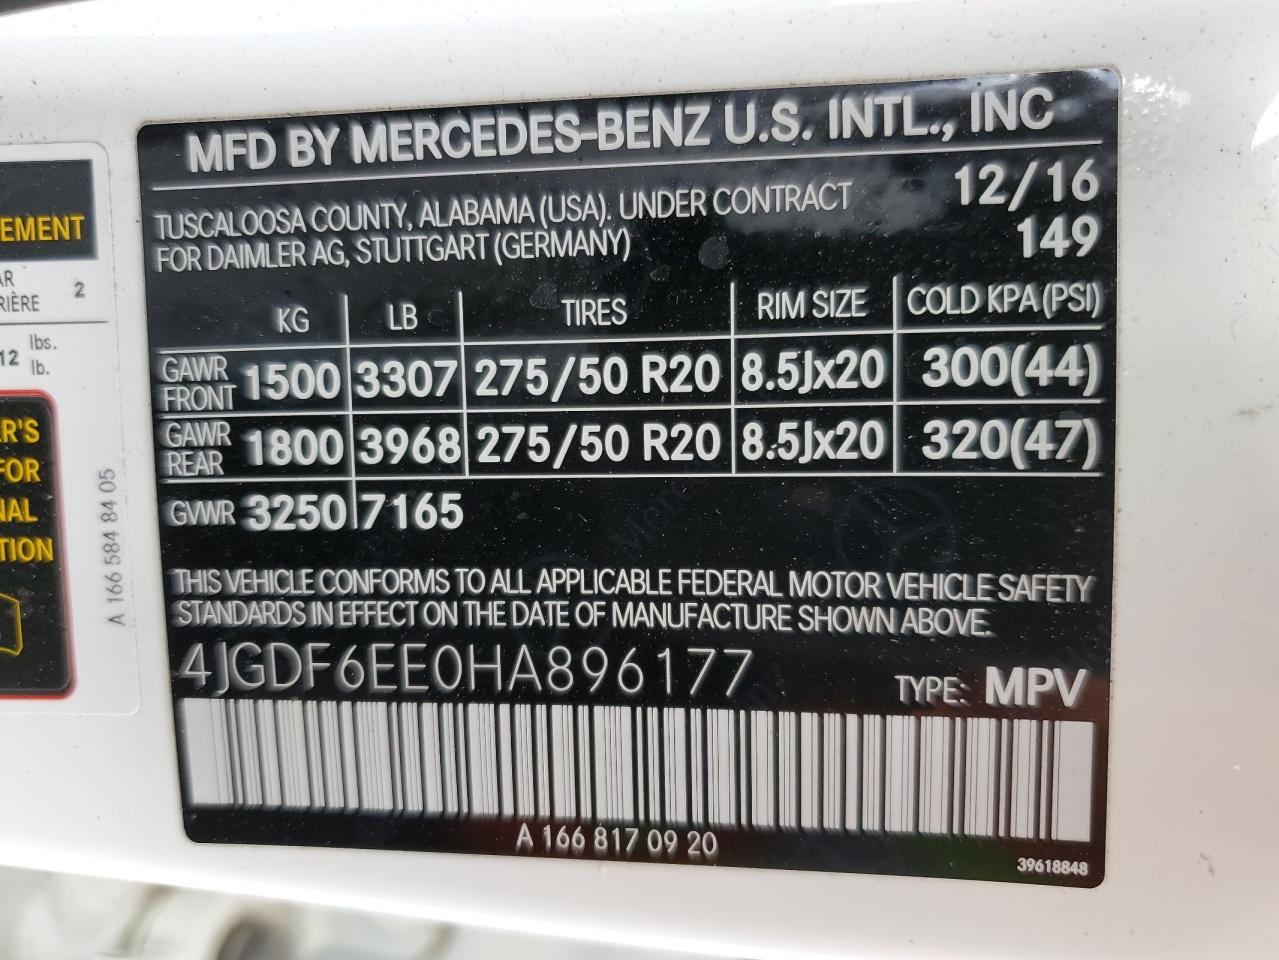 MFD BY MERCEDES-BENZ U.S. INTL., INC
TUSCALOOSA COUNTY, ALABAMA (USA). UNDER CONTRACT
FOR DAIMLER AG, STUTTGART (GERMANY)
12/16
149
KG LB TIRES RIM SIZE COLD KPA (PSI)
GAWR FRONT 1500 3307 275/50 R20 8.5Jx20 300(44)
GAWR REAR 1800 3968 275/50 R20 8.5Jx20 320(47)
GVWR 3250 7165
THIS VEHICLE CONFORMS TO ALL APPLICABLE FEDERAL MOTOR VEHICLE SAFETY
STANDARDS IN EFFECT ON THE DATE OF MANUFACTURE SHOWN ABOVE.
4JGDF6EE0HA896177
TYPE: MPV
A 166 817 09 20
39618848
EMENT
AR
RIÈRE 2
12 lbs.
lb.
R'S
FOR
NAL
TION
A 166 584 84 05